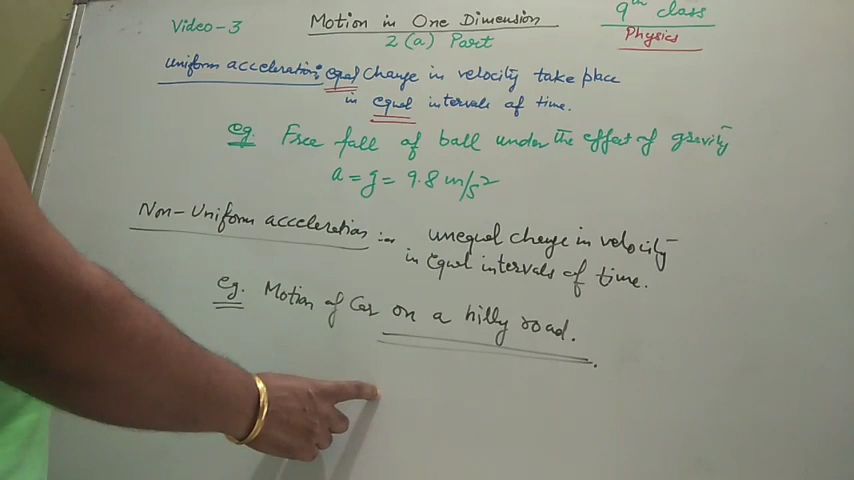 Video-3
Motion in One Dimension
9th class
2(a) Part
Physics
Uniform acceleration: equal change in velocity take place
in equal intervals of time.
eg. Free fall of ball under the effect of gravity
a = g = 9.8 m/s²
Non-Uniform acceleration :- unequal change in velocity
in Equal intervals of time.
eg. Motion of Car on a hilly road.